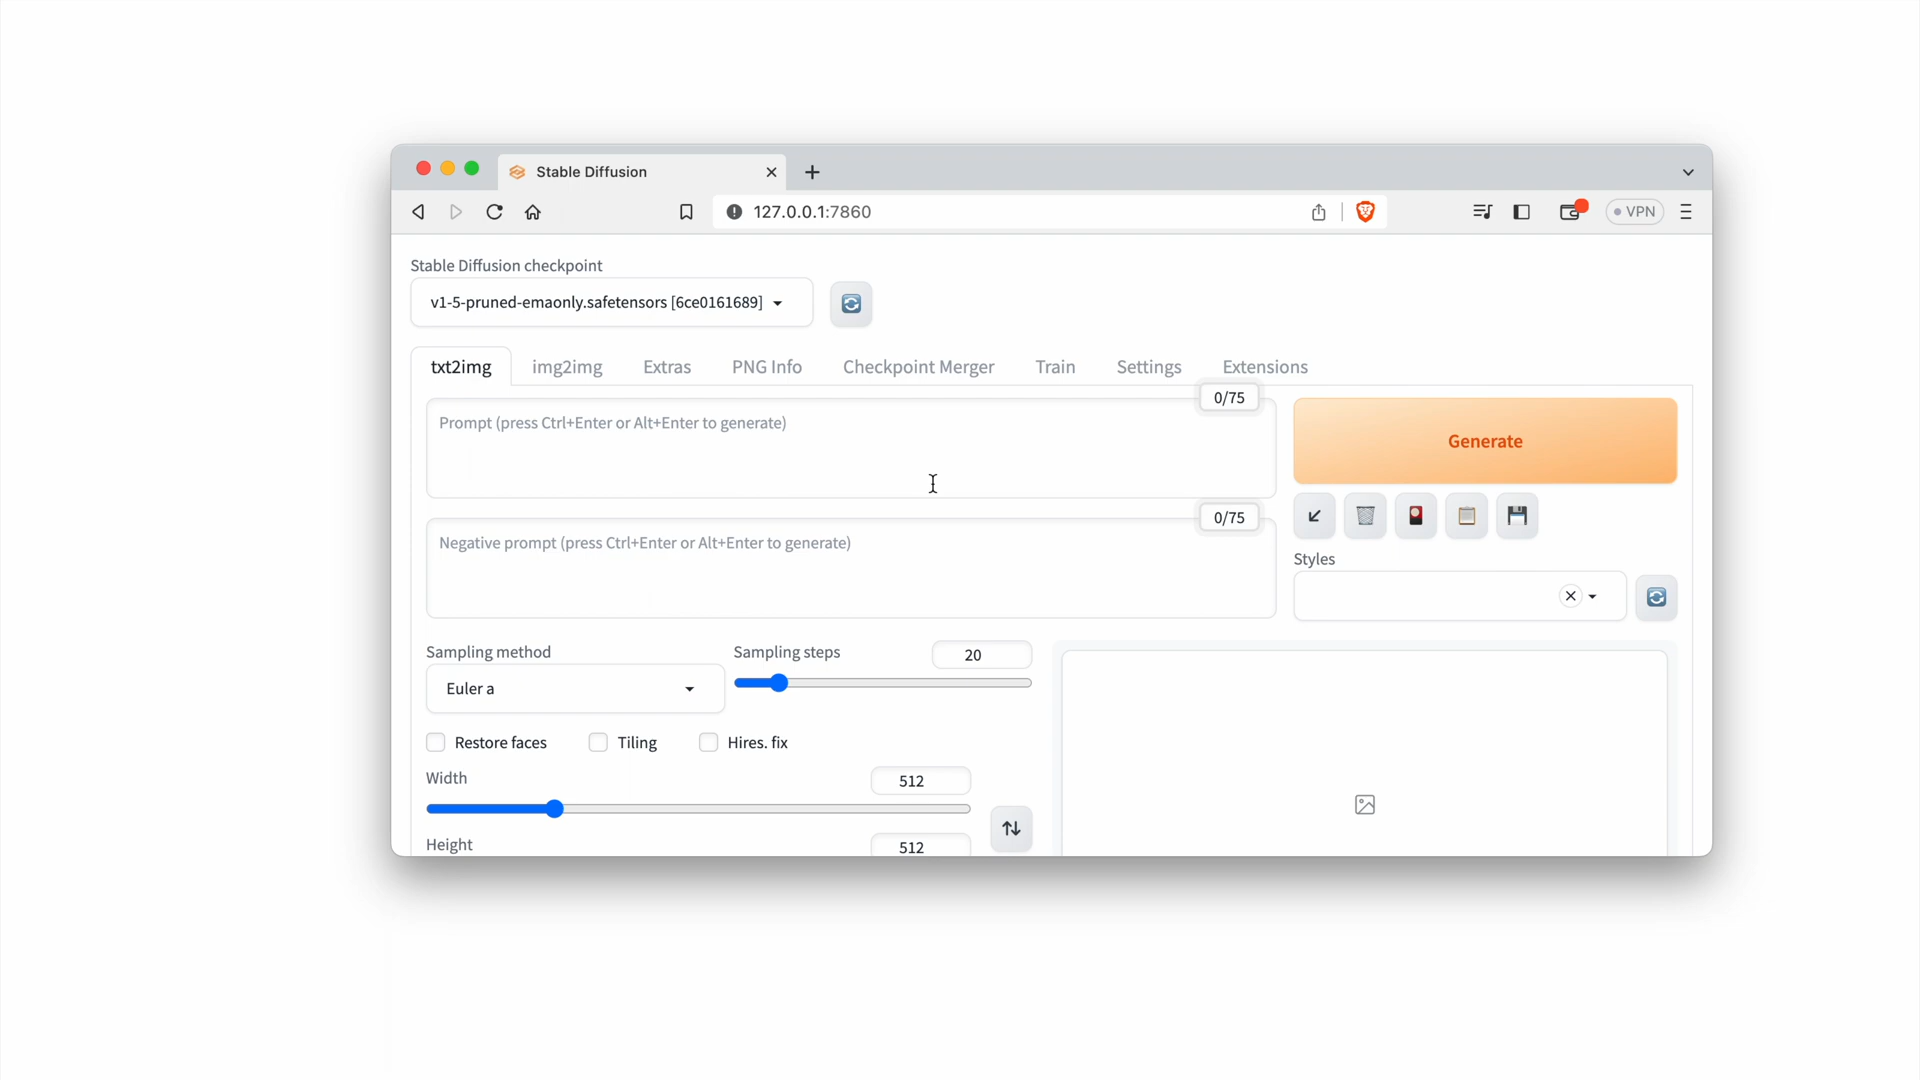 Stable Diffusion
127.0.0.1:7860
VPN
Stable Diffusion checkpoint
v1-5-pruned-emaonly.safetensors [6ce0161689]
txt2img img2img Extras PNG Info Checkpoint Merger Train Settings Extensions
0/75
Prompt (press Ctrl+Enter or Alt+Enter to generate)
Generate
0/75
Negative prompt (press Ctrl+Enter or Alt+Enter to generate)
Styles
Sampling method
Sampling steps
20
Euler a
Restore faces
Tiling
Hires. fix
Width
512
Height
512